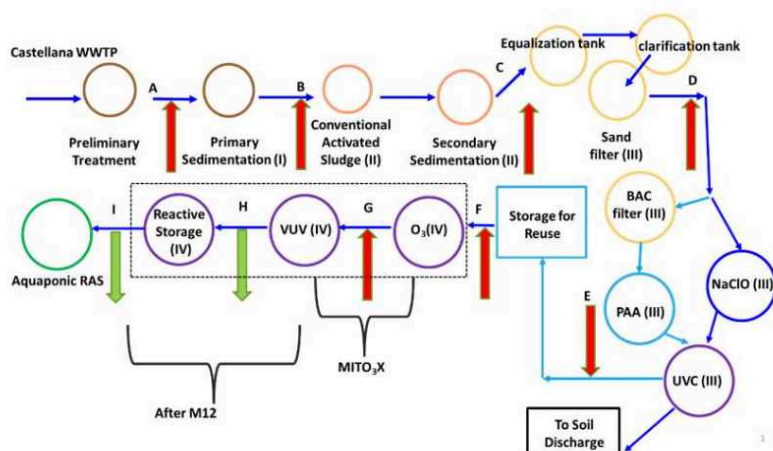 Castellana WWTP
A
B
C
Equalization tank
clarification tank
D
Preliminary
Treatment
Primary
Sedimentation (I)
Conventional
Activated
Sludge (II)
Secondary
Sedimentation (II)
Sand
filter (III)
I
Reactive
Storage
(IV)
H
VUV (IV)
G
O₃(IV)
F
Storage for
Reuse
BAC
filter (III)
Aquaponic RAS
NaClO (III)
PAA (III)
E
MITO₃X
After M12
UVC (III)
To Soil
Discharge
1